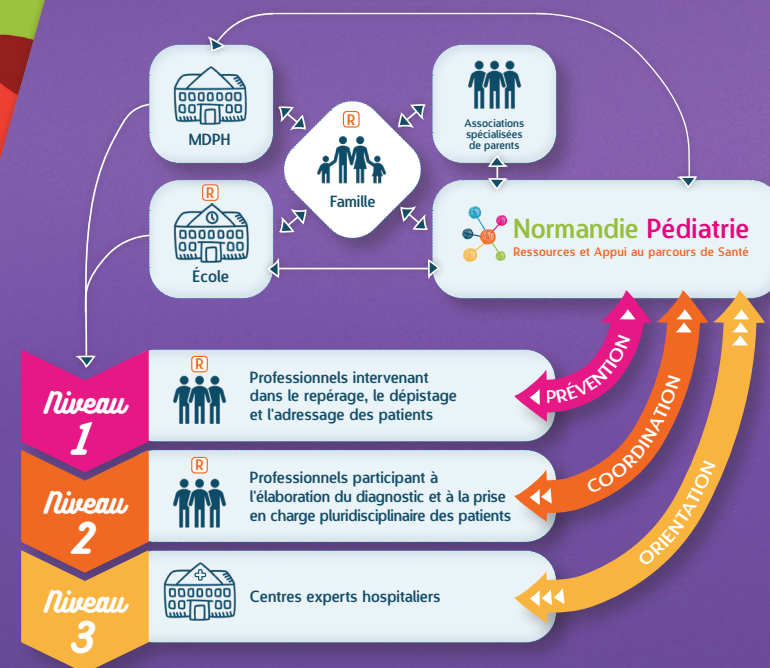 MDPH
R
Famille
Associations
spécialisées
de parents
R
École
Normandie Pédiatrie
Ressources et Appui au parcours de Santé
Niveau
1
R
Professionnels intervenant
dans le repérage, le dépistage
et l'adressage des patients
PRÉVENTION
Niveau
2
R
Professionnels participant à
l'élaboration du diagnostic et à la prise
en charge pluridisciplinaire des patients
COORDINATION
Niveau
3
Centres experts hospitaliers
ORIENTATION